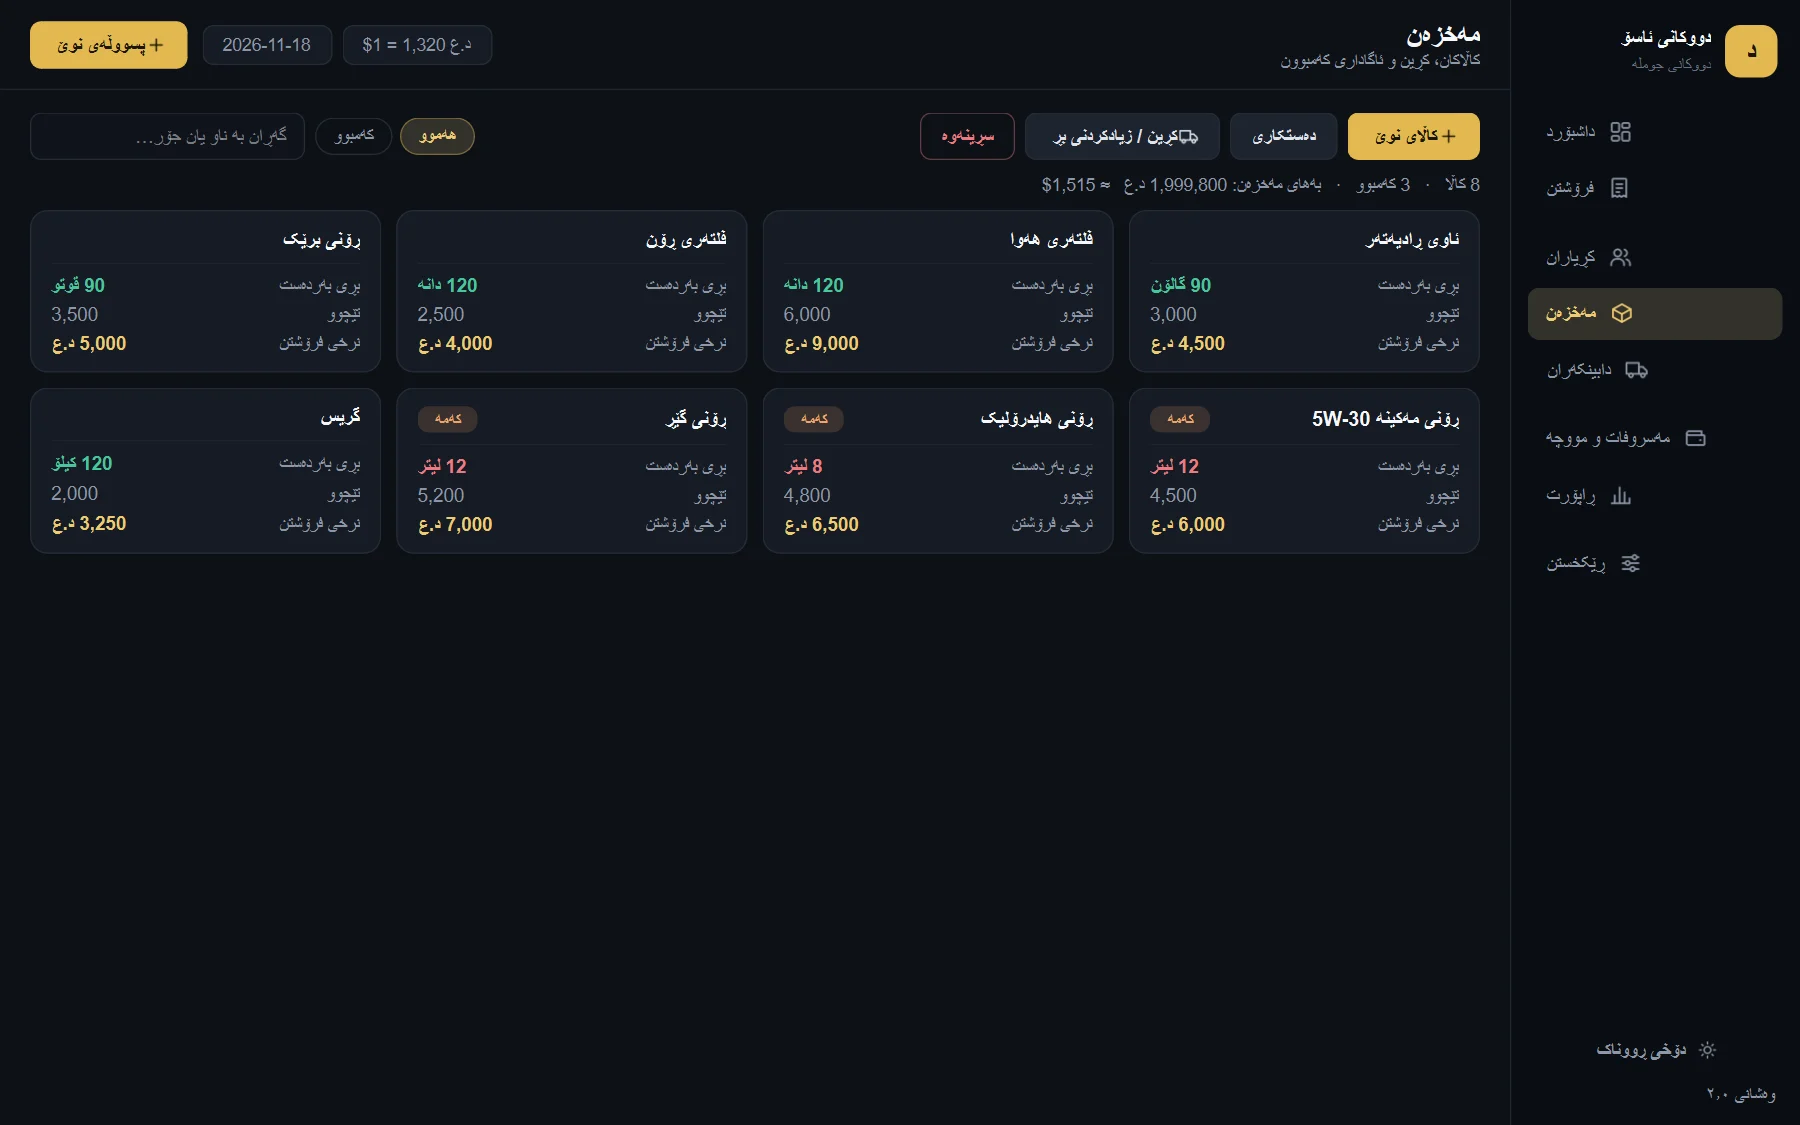 دووکانی ئاسۆ
دووکانی جوملە
د
داشبۆرد
فرۆشتن
کڕیاران
مەخزەن
دابینکەران
مەسروفات و مووچە
ڕاپۆرت
ڕێکخستن
دۆخی ڕووناک
وەشانی ٢,٠
مەخزەن
کاڵاکان، کڕین و ئاگاداری کەمبوون
$1 = 1,320 د.ع
2026-11-18
پسووڵەی نوێ
کاڵای نوێ
دەستکاری
کڕین / زیادکردنی بڕ
سڕینەوە
هەموو
کەمبوو
گەڕان بە ناو یان جۆر...
8 کاڵا · 3 کەمبوو · بەهای مەخزەن: 1,999,800 د.ع ≈ $1,515
ئاوی ڕادیەتەر
بڕی بەردەست 90 گالۆن
تێچوو 3,000
نرخی فرۆشتن 4,500 د.ع
فلتەری هەوا
بڕی بەردەست 120 دانە
تێچوو 6,000
نرخی فرۆشتن 9,000 د.ع
فلتەری ڕۆن
بڕی بەردەست 120 دانە
تێچوو 2,500
نرخی فرۆشتن 4,000 د.ع
ڕۆنی برێک
بڕی بەردەست 90 قوتو
تێچوو 3,500
نرخی فرۆشتن 5,000 د.ع
ڕۆنی مەکینە 5W-30 کەمە
بڕی بەردەست 12 لیتر
تێچوو 4,500
نرخی فرۆشتن 6,000 د.ع
ڕۆنی هایدرۆلیک کەمە
بڕی بەردەست 8 لیتر
تێچوو 4,800
نرخی فرۆشتن 6,500 د.ع
ڕۆنی گێڕ کەمە
بڕی بەردەست 12 لیتر
تێچوو 5,200
نرخی فرۆشتن 7,000 د.ع
گریس
بڕی بەردەست 120 کیلۆ
تێچوو 2,000
نرخی فرۆشتن 3,250 د.ع